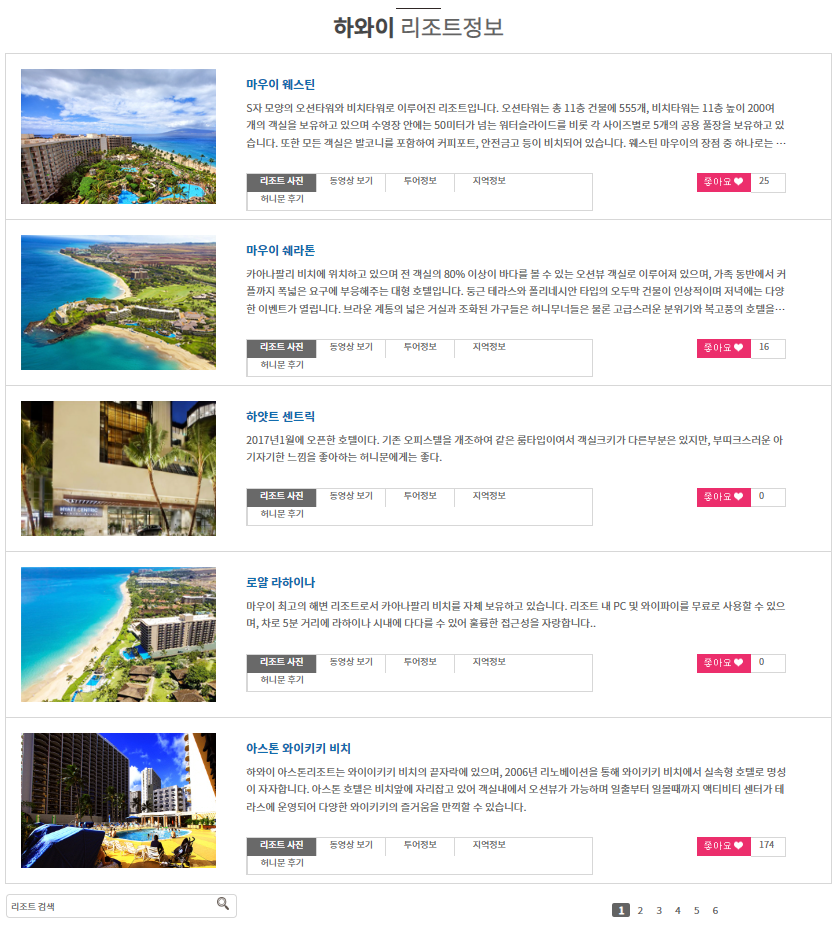 하와이 리조트정보
마우이 웨스틴
S자 모양의 오션타워와 비치타워로 이루어진 리조트입니다. 오션타워는 총 11층 건물에 555개, 비치타워는 11층 높이 200여
개의 객실을 보유하고 있으며 수영장 안에는 50미터가 넘는 워터슬라이드를 비롯 각 사이즈별로 5개의 공용 풀장을 보유하고 있
습니다. 또한 모든 객실은 발코니를 포함하여 커피포트, 안전금고 등이 비치되어 있습니다. 웨스틴 마우이의 장점 중 하나로는 …
리조트 사진 동영상 보기 투어정보 지역정보
좋아요 25
허니문 후기
마우이 쉐라톤
카아나팔리 비치에 위치하고 있으며 전 객실의 80% 이상이 바다를 볼 수 있는 오션뷰 객실로 이루어져 있으며, 가족 동반에서 커
플까지 폭넓은 요구에 부응해주는 대형 호텔입니다. 둥근 테라스와 폴리네시안 타입의 오두막 건물이 인상적이며 저녁에는 다양
한 이벤트가 열립니다. 브라운 계통의 넓은 거실과 조화된 가구들은 허니무너들은 물론 고급스러운 분위기와 복고풍의 호텔을…
리조트 사진 동영상 보기 투어정보 지역정보
좋아요 16
허니문 후기
하얏트 센트릭
2017년1월에 오픈한 호텔이다. 기존 오피스텔을 개조하여 같은 룸타입이여서 객실크키가 다른부분은 있지만, 부띠크스러운 아
기자기한 느낌을 좋아하는 허니문에게는 좋다.
HYATT CENTRIC
리조트 사진 동영상 보기 투어정보 지역정보
좋아요 0
허니문 후기
로얄 라하이나
마우이 최고의 해변 리조트로서 카아나팔리 비치를 자체 보유하고 있습니다. 리조트 내 PC 및 와이파이를 무료로 사용할 수 있으
며, 차로 5분 거리에 라하이나 시내에 다다를 수 있어 훌륭한 접근성을 자랑합니다..
리조트 사진 동영상 보기 투어정보 지역정보
좋아요 0
허니문 후기
아스톤 와이키키 비치
하와이 아스톤리조트는 와이이키키 비치의 끝자락에 있으며, 2006년 리노베이션을 통해 와이키키 비치에서 실속형 호텔로 명성
이 자자합니다. 아스톤 호텔은 비치앞에 자리잡고 있어 객실내에서 오션뷰가 가능하며 일출부터 일몰때까지 액티비티 센터가 테
라스에 운영되어 다양한 와이키키의 즐거움을 만끽할 수 있습니다.
리조트 사진 동영상 보기 투어정보 지역정보
좋아요 174
허니문 후기
리조트 검색
1 2 3 4 5 6